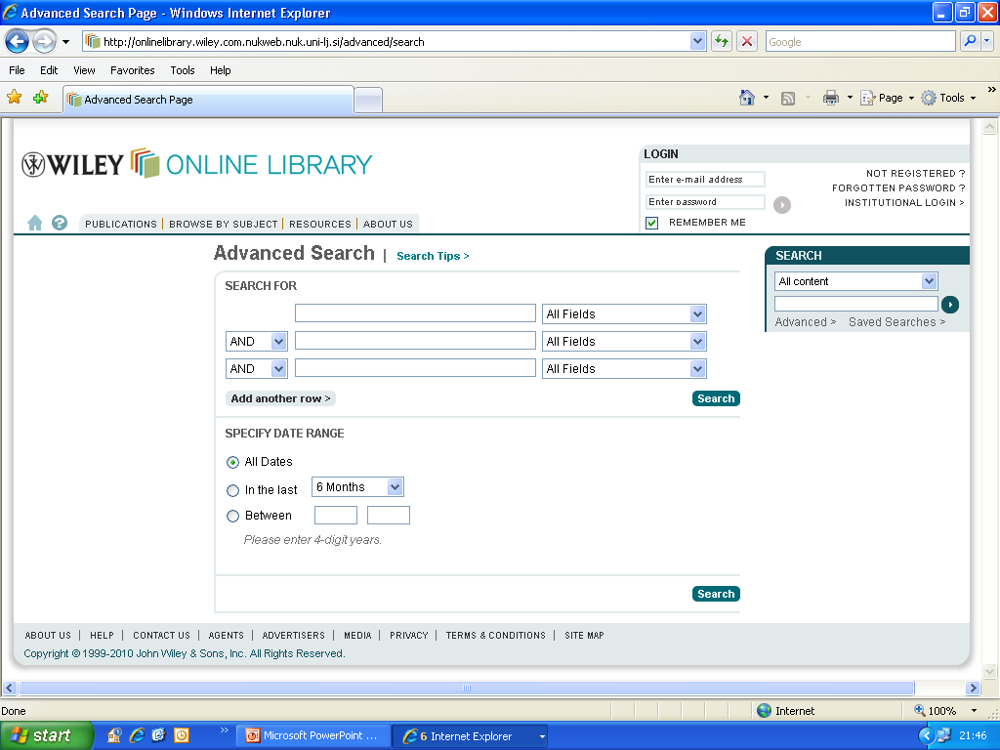 Advanced Search Page - Windows Internet Explorer
http://onlinelibrary.wiley.com.nukweb.nuk.uni-lj.si/advanced/search
Google
File Edit View Favorites Tools Help
Advanced Search Page
Page Tools »
WILEY ONLINE LIBRARY
LOGIN
Enter e-mail address
NOT REGISTERED ?
FORGOTTEN PASSWORD ?
Enter password
INSTITUTIONAL LOGIN >
REMEMBER ME
PUBLICATIONS | BROWSE BY SUBJECT | RESOURCES | ABOUT US
Advanced Search | Search Tips >
SEARCH
All content
Advanced > Saved Searches >
SEARCH FOR
All Fields
AND All Fields
AND All Fields
Add another row > Search
SPECIFY DATE RANGE
All Dates
In the last 6 Months
Between
Please enter 4-digit years.
Search
ABOUT US | HELP | CONTACT US | AGENTS | ADVERTISERS | MEDIA | PRIVACY | TERMS & CONDITIONS | SITE MAP
Copyright © 1999-2010 John Wiley & Sons, Inc. All Rights Reserved.
Done Internet 100%
start » Microsoft PowerPoint ... 6 Internet Explorer 21:46